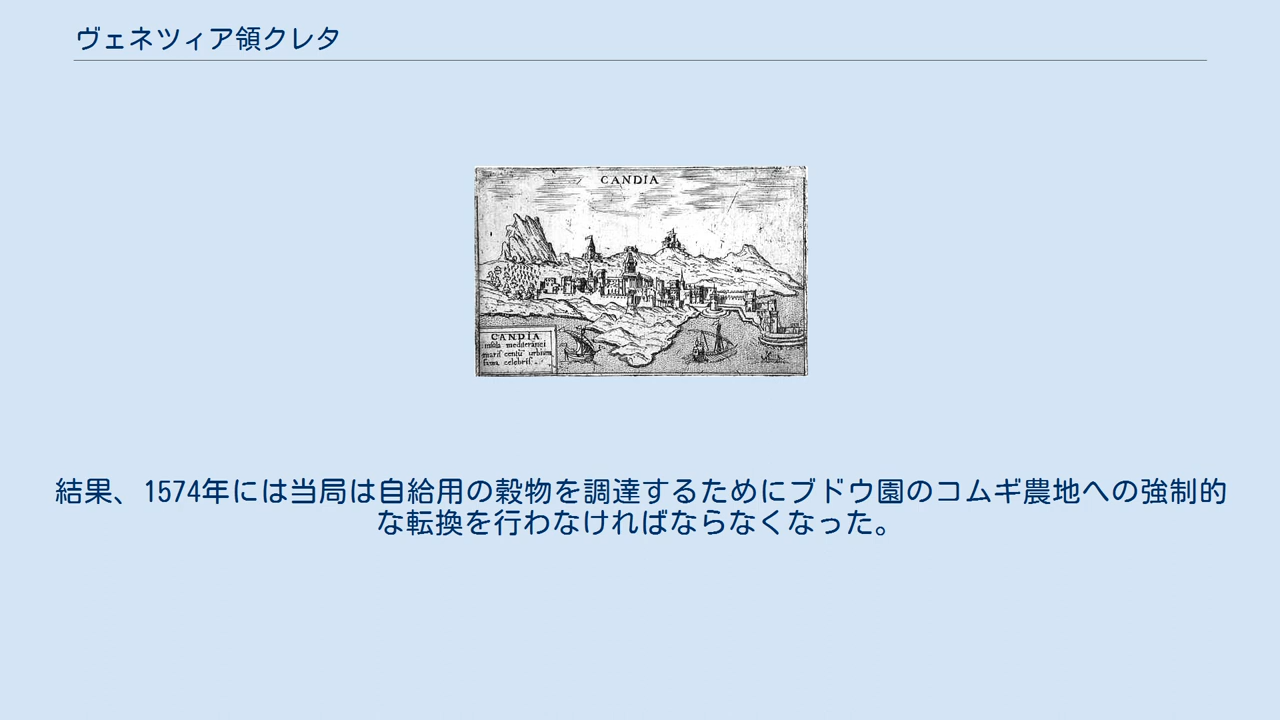 ヴェネツィア領クレタ
CANDIA
CANDIA
insula mediteranei
maris centū urbium
fama celebris.
結果、1574年には当局は自給用の穀物を調達するためにブドウ園のコムギ農地への強制的
な転換を行わなければならなくなった。